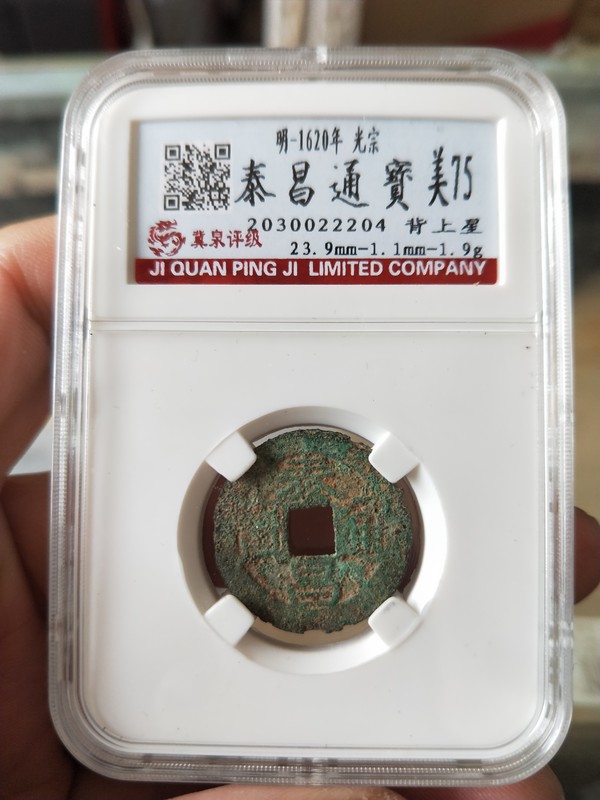 明-1620年 光宗
泰昌通寶 美75
2030022204 背上星
冀泉评级 23.9mm-1.1mm-1.9g
JI QUAN PING JI LIMITED COMPANY